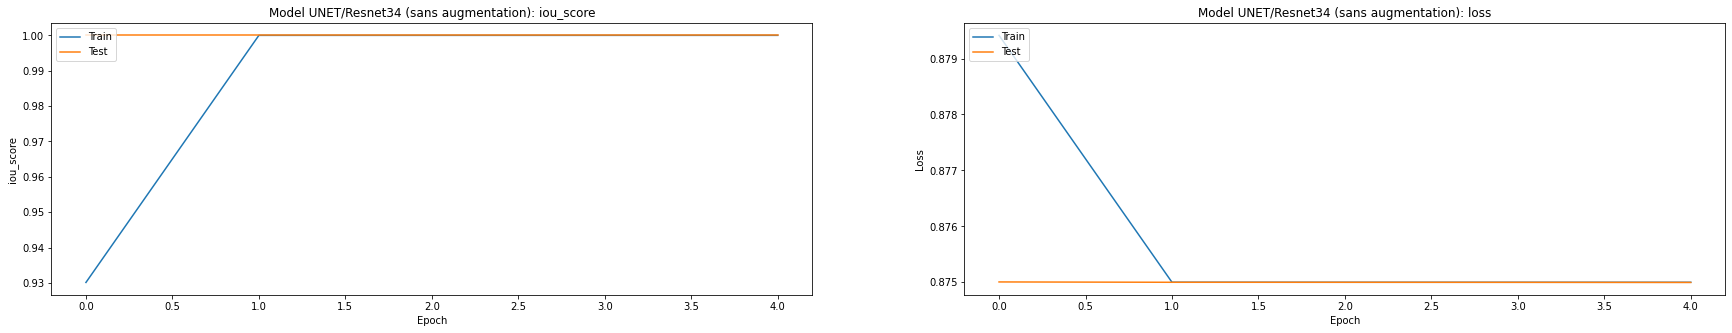 Model UNET/Resnet34 (sans augmentation): iou_score
iou_score
1.00
0.99
0.98
0.97
0.96
0.95
0.94
0.93
Train
Test
0.0 0.5 1.0 1.5 2.0 2.5 3.0 3.5 4.0
Epoch
Model UNET/Resnet34 (sans augmentation): loss
Loss
0.879
0.878
0.877
0.876
0.875
Train
Test
0.0 0.5 1.0 1.5 2.0 2.5 3.0 3.5 4.0
Epoch